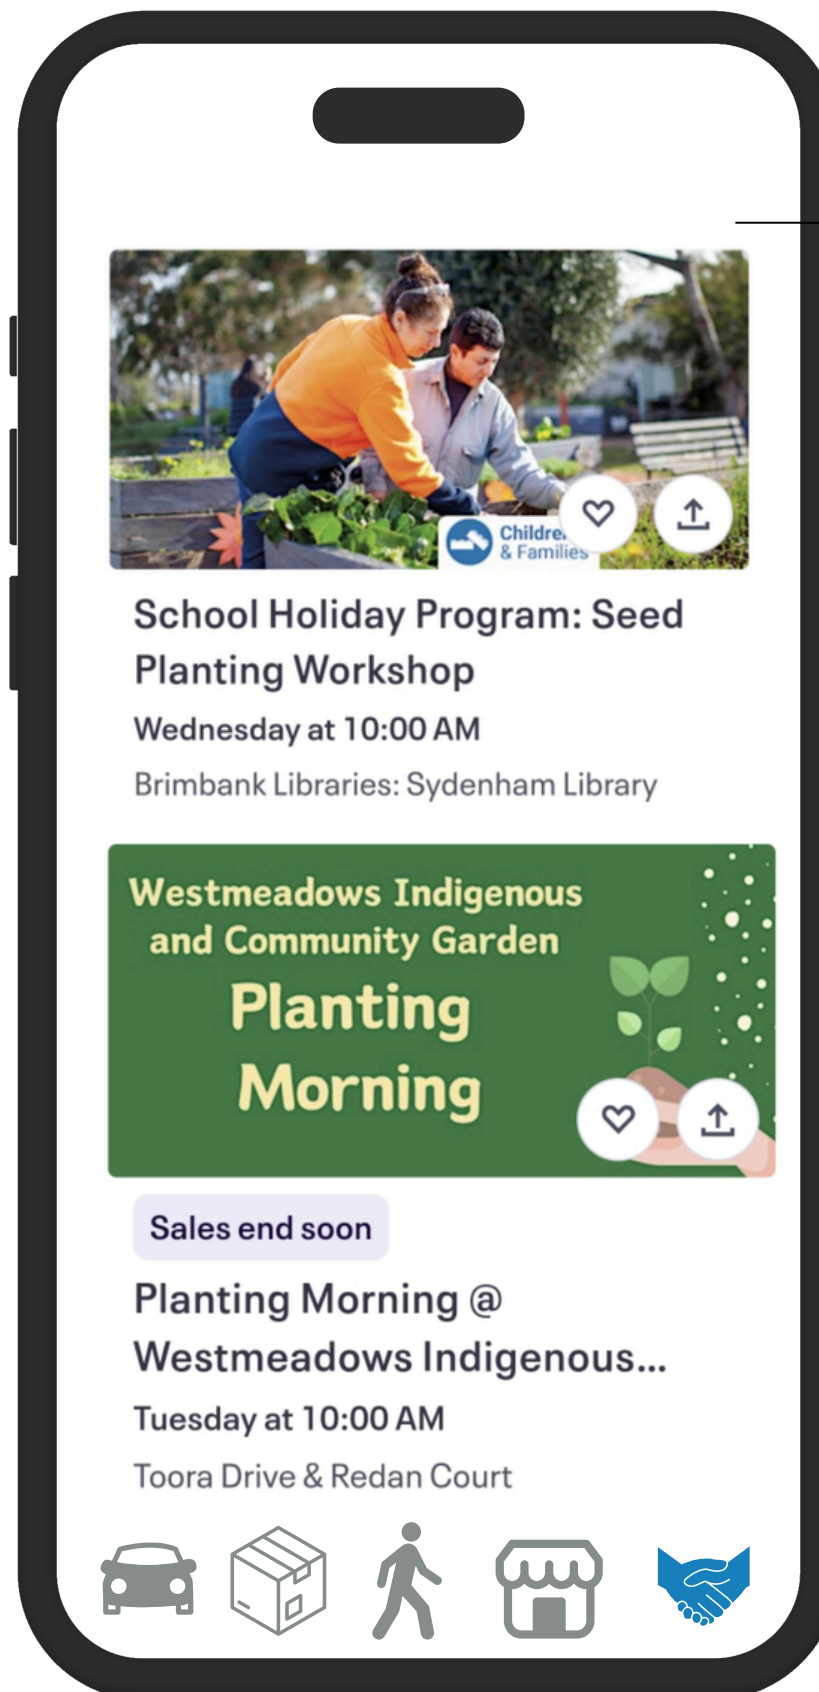 Childre
& Families
School Holiday Program: Seed
Planting Workshop
Wednesday at 10:00 AM
Brimbank Libraries: Sydenham Library
Westmeadows Indigenous
and Community Garden
Planting
Morning
Sales end soon
Planting Morning @
Westmeadows Indigenous...
Tuesday at 10:00 AM
Toora Drive & Redan Court